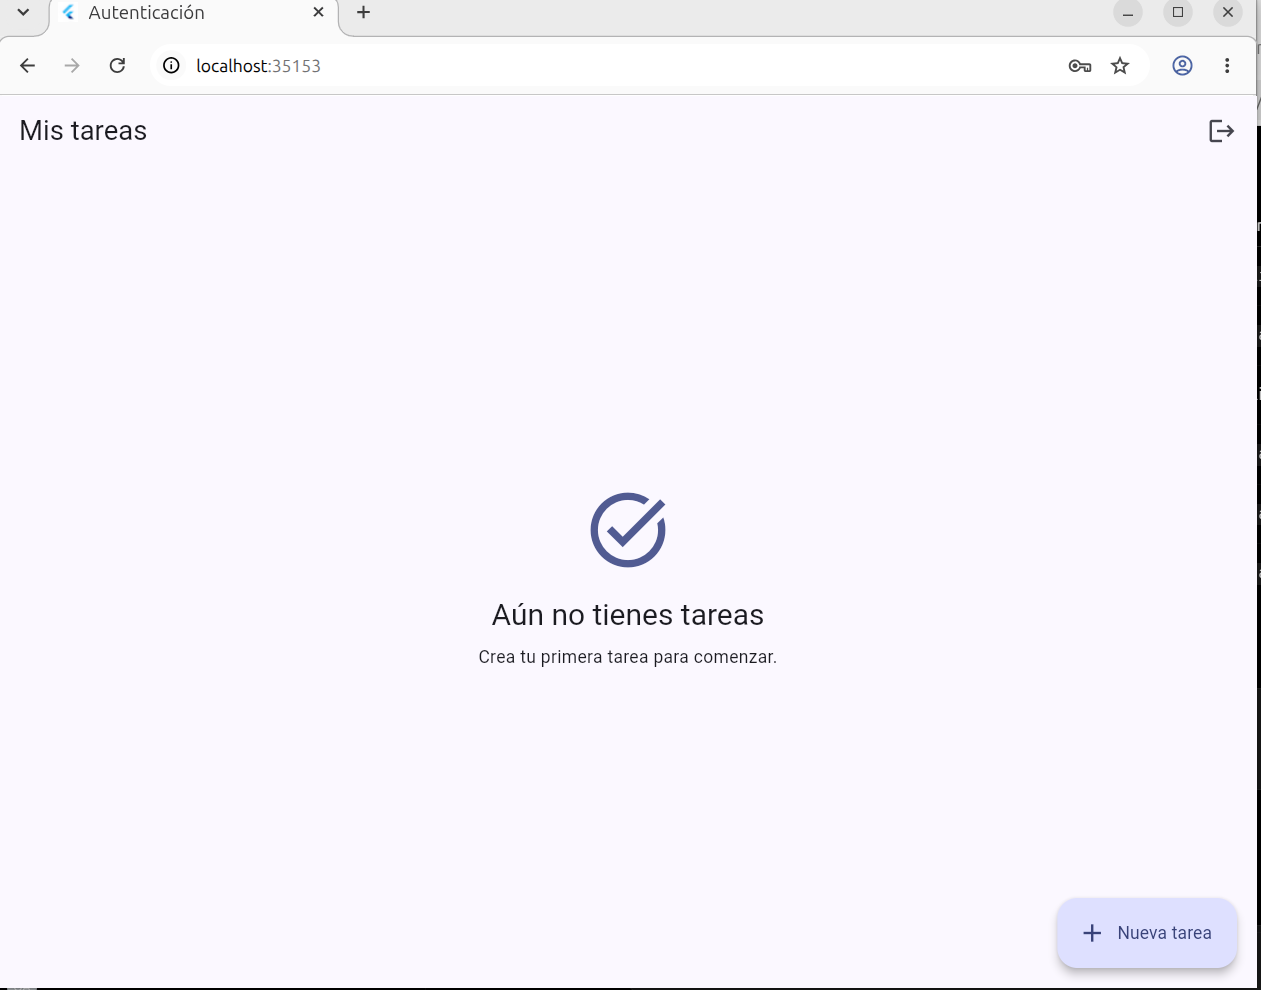 Autenticación
localhost:35153
Mis tareas
Aún no tienes tareas
Crea tu primera tarea para comenzar.
Nueva tarea